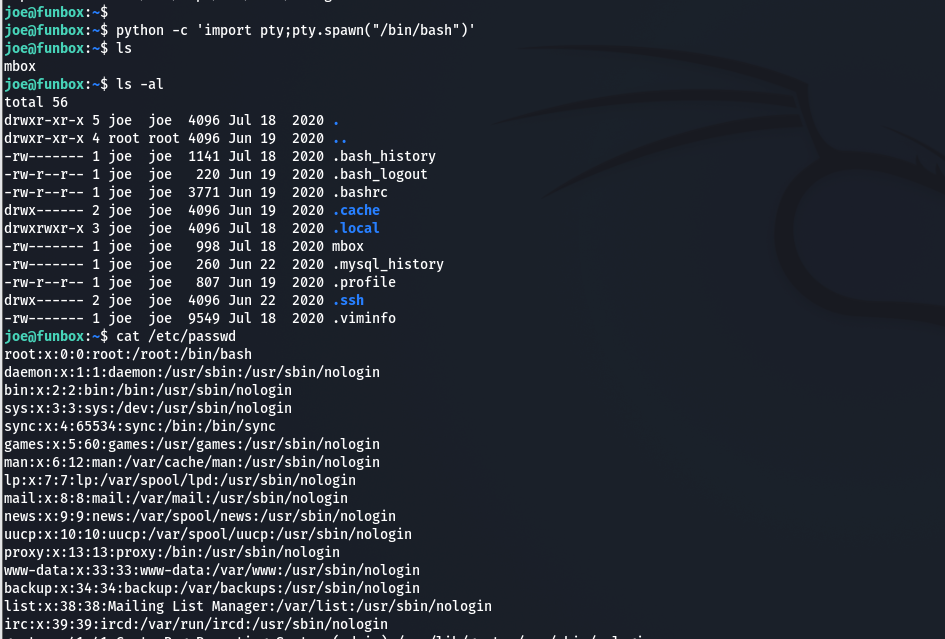 joe@funbox:~$
joe@funbox:~$ python -c 'import pty;pty.spawn("/bin/bash")'
joe@funbox:~$ ls
mbox
joe@funbox:~$ ls -al
total 56
drwxr-xr-x 5 joe  joe  4096 Jul 18  2020 .
drwxr-xr-x 4 root root 4096 Jun 19  2020 ..
-rw------- 1 joe  joe  1141 Jul 18  2020 .bash_history
-rw-r--r-- 1 joe  joe   220 Jun 19  2020 .bash_logout
-rw-r--r-- 1 joe  joe  3771 Jun 19  2020 .bashrc
drwx------ 2 joe  joe  4096 Jun 19  2020 .cache
drwxrwxr-x 3 joe  joe  4096 Jul 18  2020 .local
-rw------- 1 joe  joe   998 Jul 18  2020 mbox
-rw------- 1 joe  joe   260 Jun 22  2020 .mysql_history
-rw-r--r-- 1 joe  joe   807 Jun 19  2020 .profile
drwx------ 2 joe  joe  4096 Jun 22  2020 .ssh
-rw------- 1 joe  joe  9549 Jul 18  2020 .viminfo
joe@funbox:~$ cat /etc/passwd
root:x:0:0:root:/root:/bin/bash
daemon:x:1:1:daemon:/usr/sbin:/usr/sbin/nologin
bin:x:2:2:bin:/bin:/usr/sbin/nologin
sys:x:3:3:sys:/dev:/usr/sbin/nologin
sync:x:4:65534:sync:/bin:/bin/sync
games:x:5:60:games:/usr/games:/usr/sbin/nologin
man:x:6:12:man:/var/cache/man:/usr/sbin/nologin
lp:x:7:7:lp:/var/spool/lpd:/usr/sbin/nologin
mail:x:8:8:mail:/var/mail:/usr/sbin/nologin
news:x:9:9:news:/var/spool/news:/usr/sbin/nologin
uucp:x:10:10:uucp:/var/spool/uucp:/usr/sbin/nologin
proxy:x:13:13:proxy:/bin:/usr/sbin/nologin
www-data:x:33:33:www-data:/var/www:/usr/sbin/nologin
backup:x:34:34:backup:/var/backups:/usr/sbin/nologin
list:x:38:38:Mailing List Manager:/var/list:/usr/sbin/nologin
irc:x:39:39:ircd:/var/run/ircd:/usr/sbin/nologin